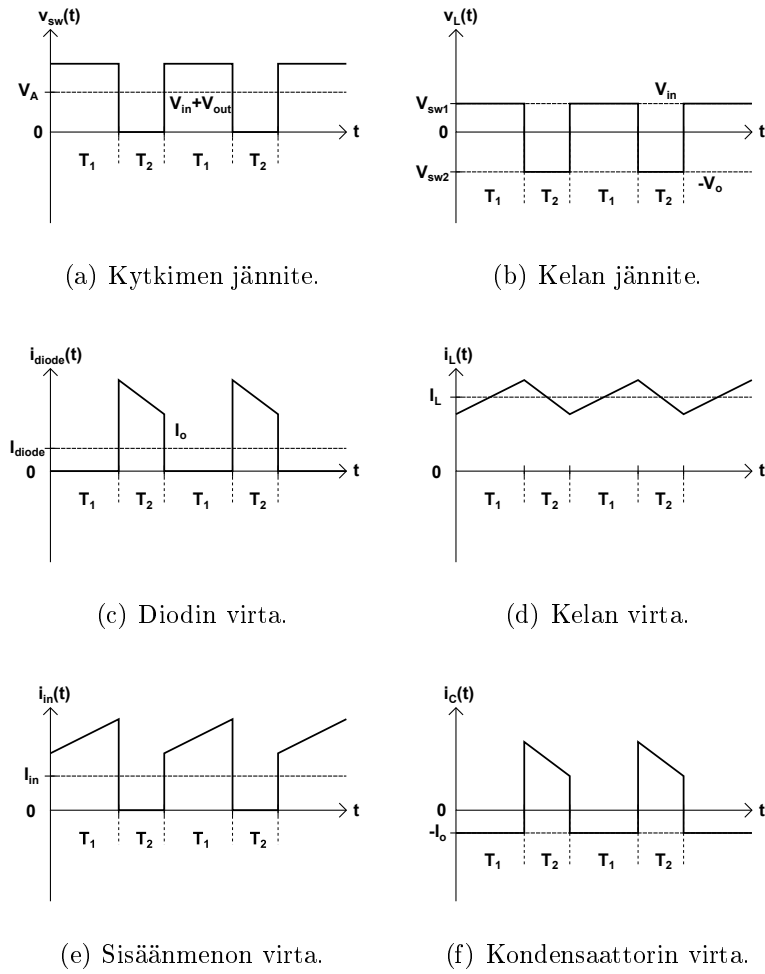 v_sw(t)
V_A
V_in+V_out
0
t
T_1 T_2 T_1 T_2
(a) Kytkimen jännite.
v_L(t)
V_in
V_sw1
0
t
V_sw2
-V_o
T_1 T_2 T_1 T_2
(b) Kelan jännite.
i_diode(t)
I_o
I_diode
0
t
T_1 T_2 T_1 T_2
(c) Diodin virta.
i_L(t)
I_L
0
t
T_1 T_2 T_1 T_2
(d) Kelan virta.
i_in(t)
I_in
0
t
T_1 T_2 T_1 T_2
(e) Sisäänmenon virta.
i_C(t)
0
t
-I_o
T_1 T_2 T_1 T_2
(f) Kondensaattorin virta.